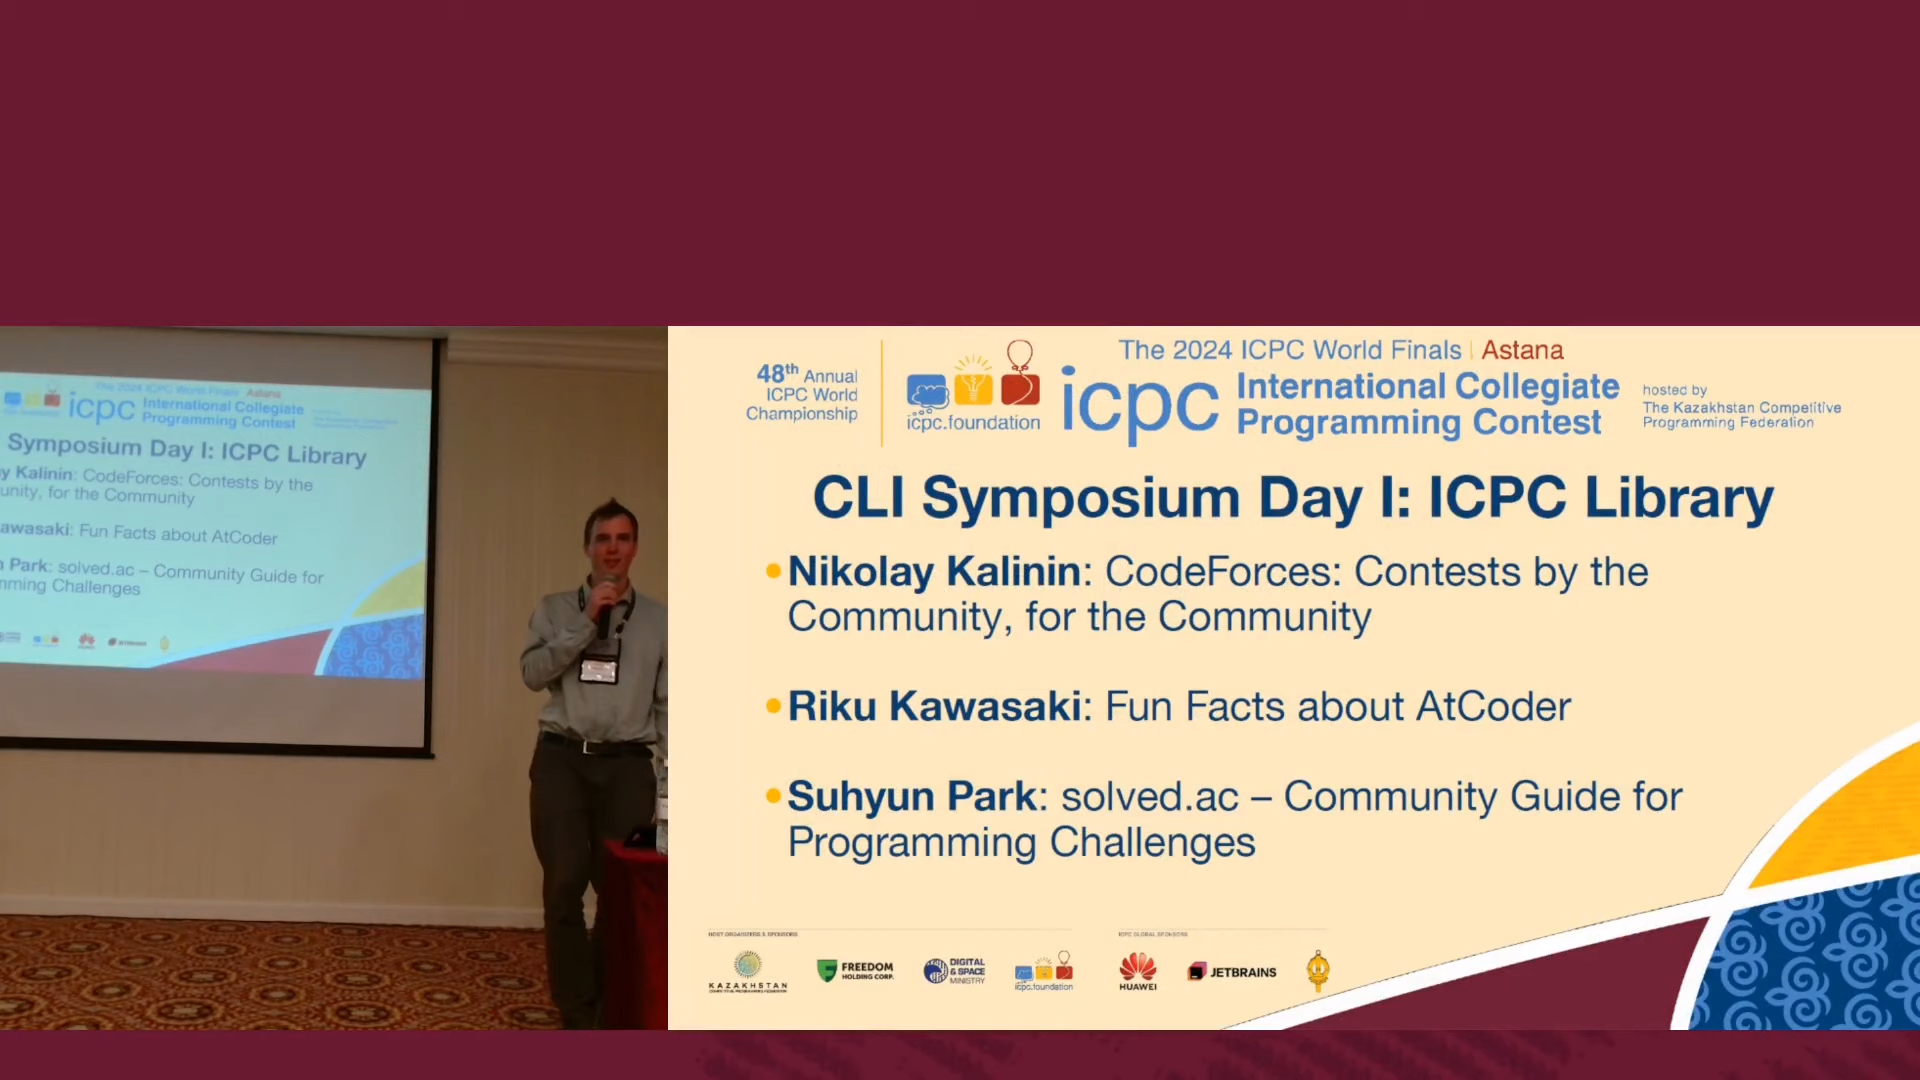 The 2024 ICPC World Finals Astana
icpc International Collegiate
Programming Contest
Symposium Day I: ICPC Library
y Kalinin: CodeForces: Contests by the
unity, for the Community
awasaki: Fun Facts about AtCoder
n Park: solved.ac – Community Guide for
mming Challenges
JETBRAINS
48th Annual
ICPC World
Championship
icpc.foundation
The 2024 ICPC World Finals | Astana
icpc International Collegiate
Programming Contest
hosted by
The Kazakhstan Competitive
Programming Federation
CLI Symposium Day I: ICPC Library
•Nikolay Kalinin: CodeForces: Contests by the
Community, for the Community
•Riku Kawasaki: Fun Facts about AtCoder
•Suhyun Park: solved.ac – Community Guide for
Programming Challenges
HOST ORGANIZERS & SPONSORS
ICPC GLOBAL SPONSORS
KAZAKHSTAN
COMPETITIVE PROGRAMMING FEDERATION
FREEDOM
HOLDING CORP.
DIGITAL
& SPACE
MINISTRY
icpc.foundation
HUAWEI
JETBRAINS